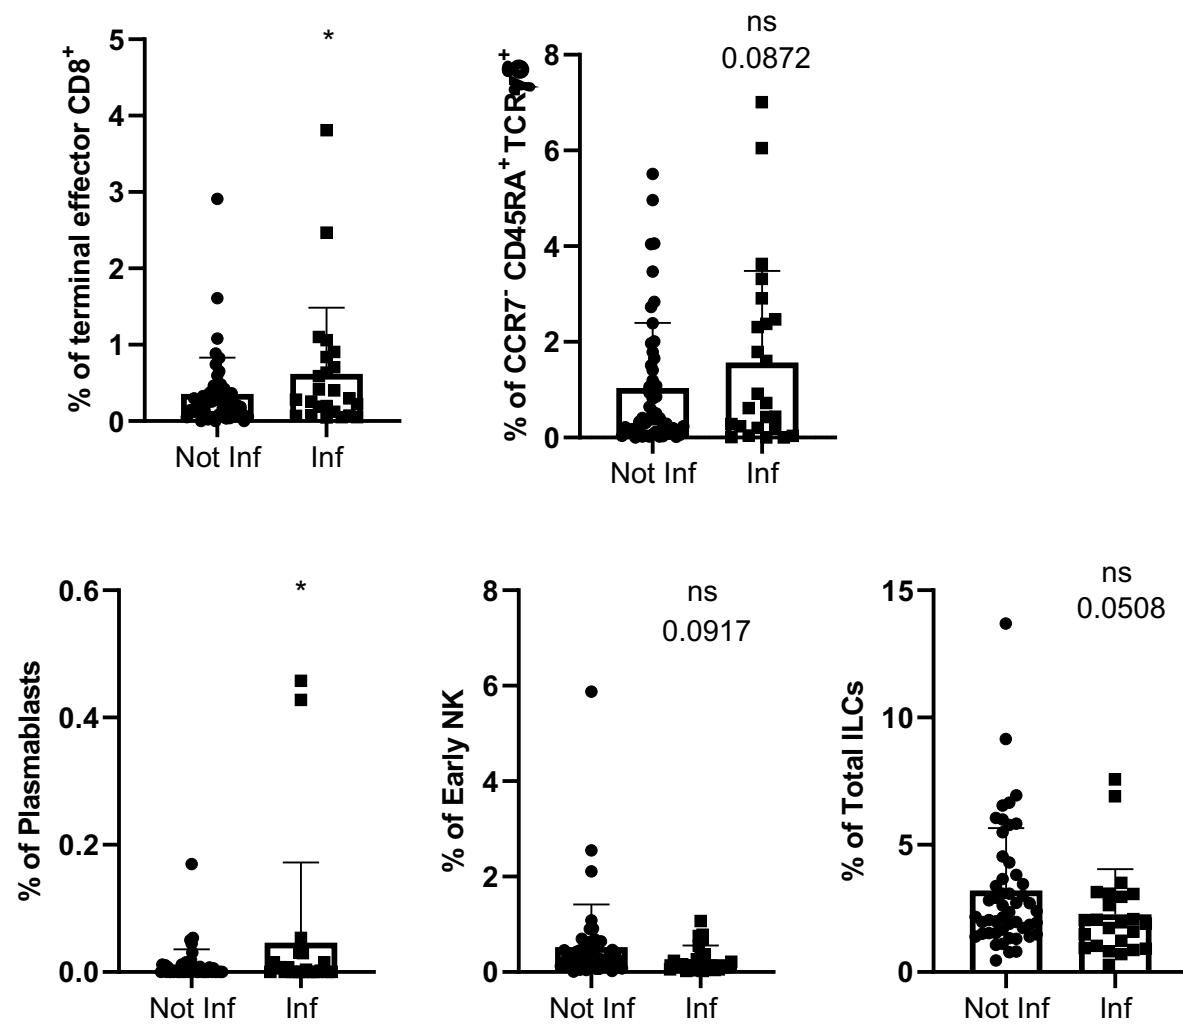 5
4
3
2
1
0
% of terminal effector CD8+
*
Not Inf
Inf
8
6
4
2
0
% of CCR7- CD45RA+ TCR
+
ns
0.0872
Not Inf
Inf
0.6
0.4
0.2
0.0
% of Plasmablasts
*
Not Inf
Inf
8
6
4
2
0
% of Early NK
ns
0.0917
Not Inf
Inf
15
10
5
0
% of Total ILCs
ns
0.0508
Not Inf
Inf